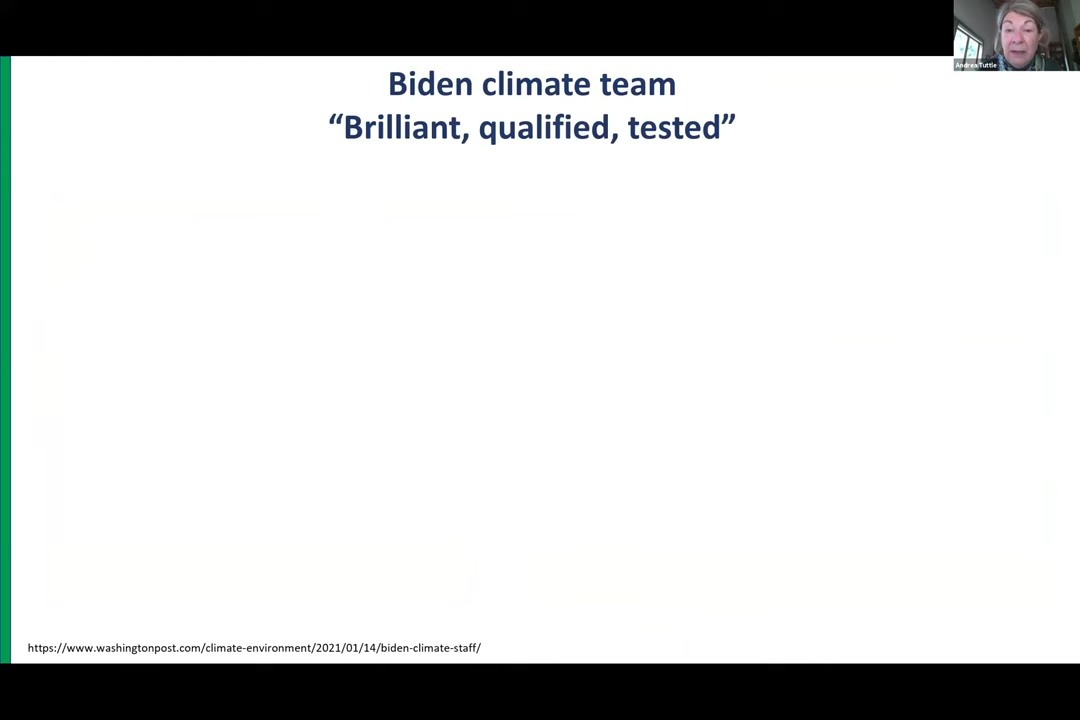 Andrea Tuttle
Biden climate team
“Brilliant, qualified, tested”
https://www.washingtonpost.com/climate-environment/2021/01/14/biden-climate-staff/